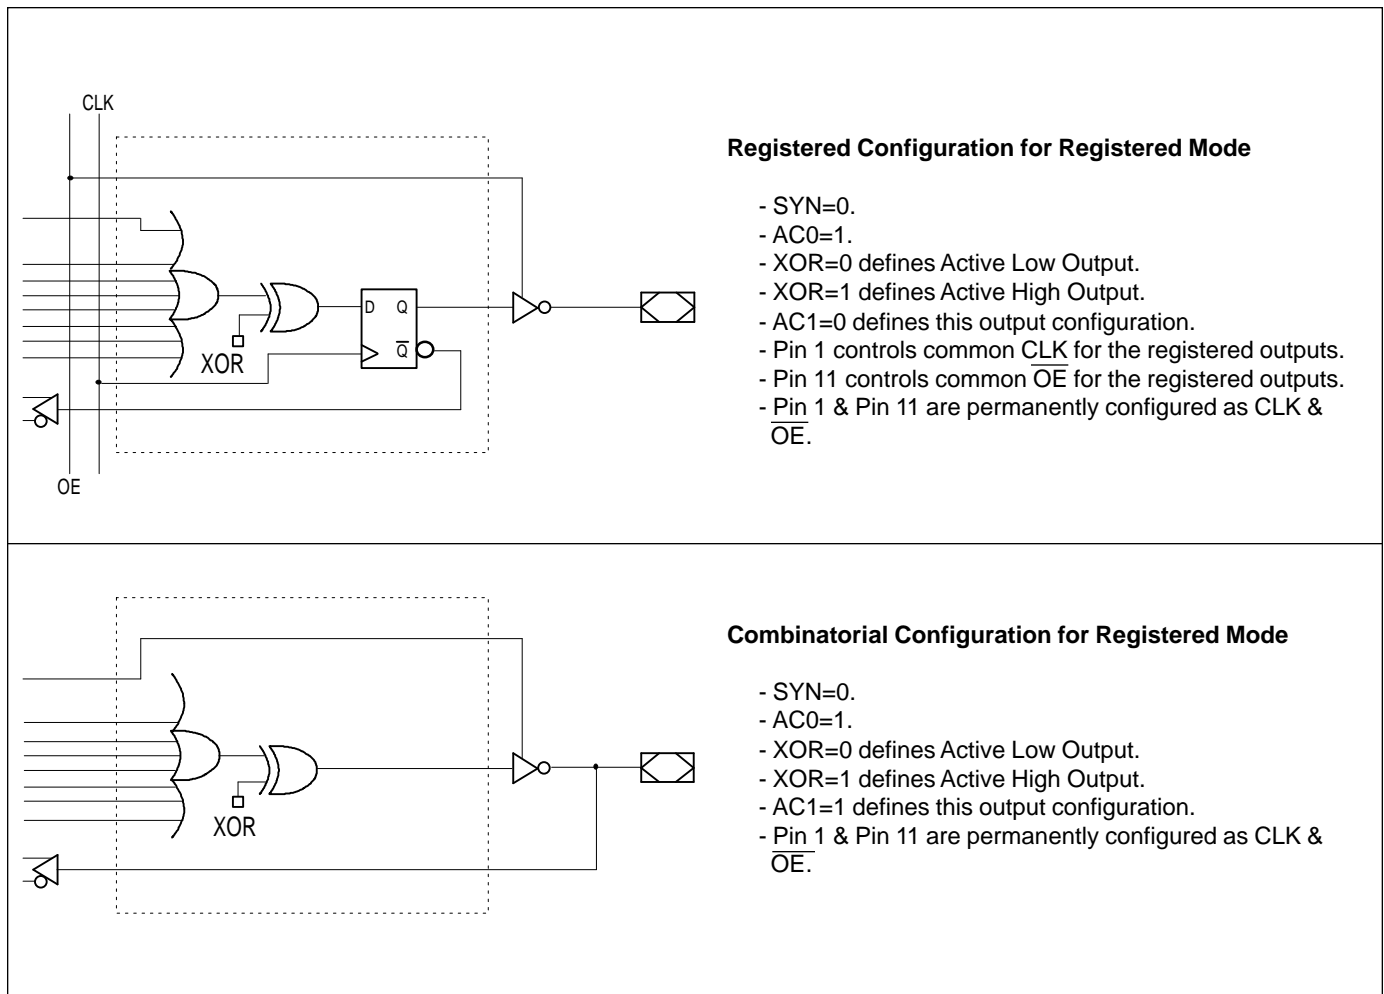 CLK
D Q
Q̅
XOR
OE
Registered Configuration for Registered Mode
- SYN=0.
- AC0=1.
- XOR=0 defines Active Low Output.
- XOR=1 defines Active High Output.
- AC1=0 defines this output configuration.
- Pin 1 controls common CLK for the registered outputs.
- Pin 11 controls common O̅E̅ for the registered outputs.
- Pin 1 & Pin 11 are permanently configured as CLK &
O̅E̅.
XOR
Combinatorial Configuration for Registered Mode
- SYN=0.
- AC0=1.
- XOR=0 defines Active Low Output.
- XOR=1 defines Active High Output.
- AC1=1 defines this output configuration.
- Pin 1 & Pin 11 are permanently configured as CLK &
O̅E̅.